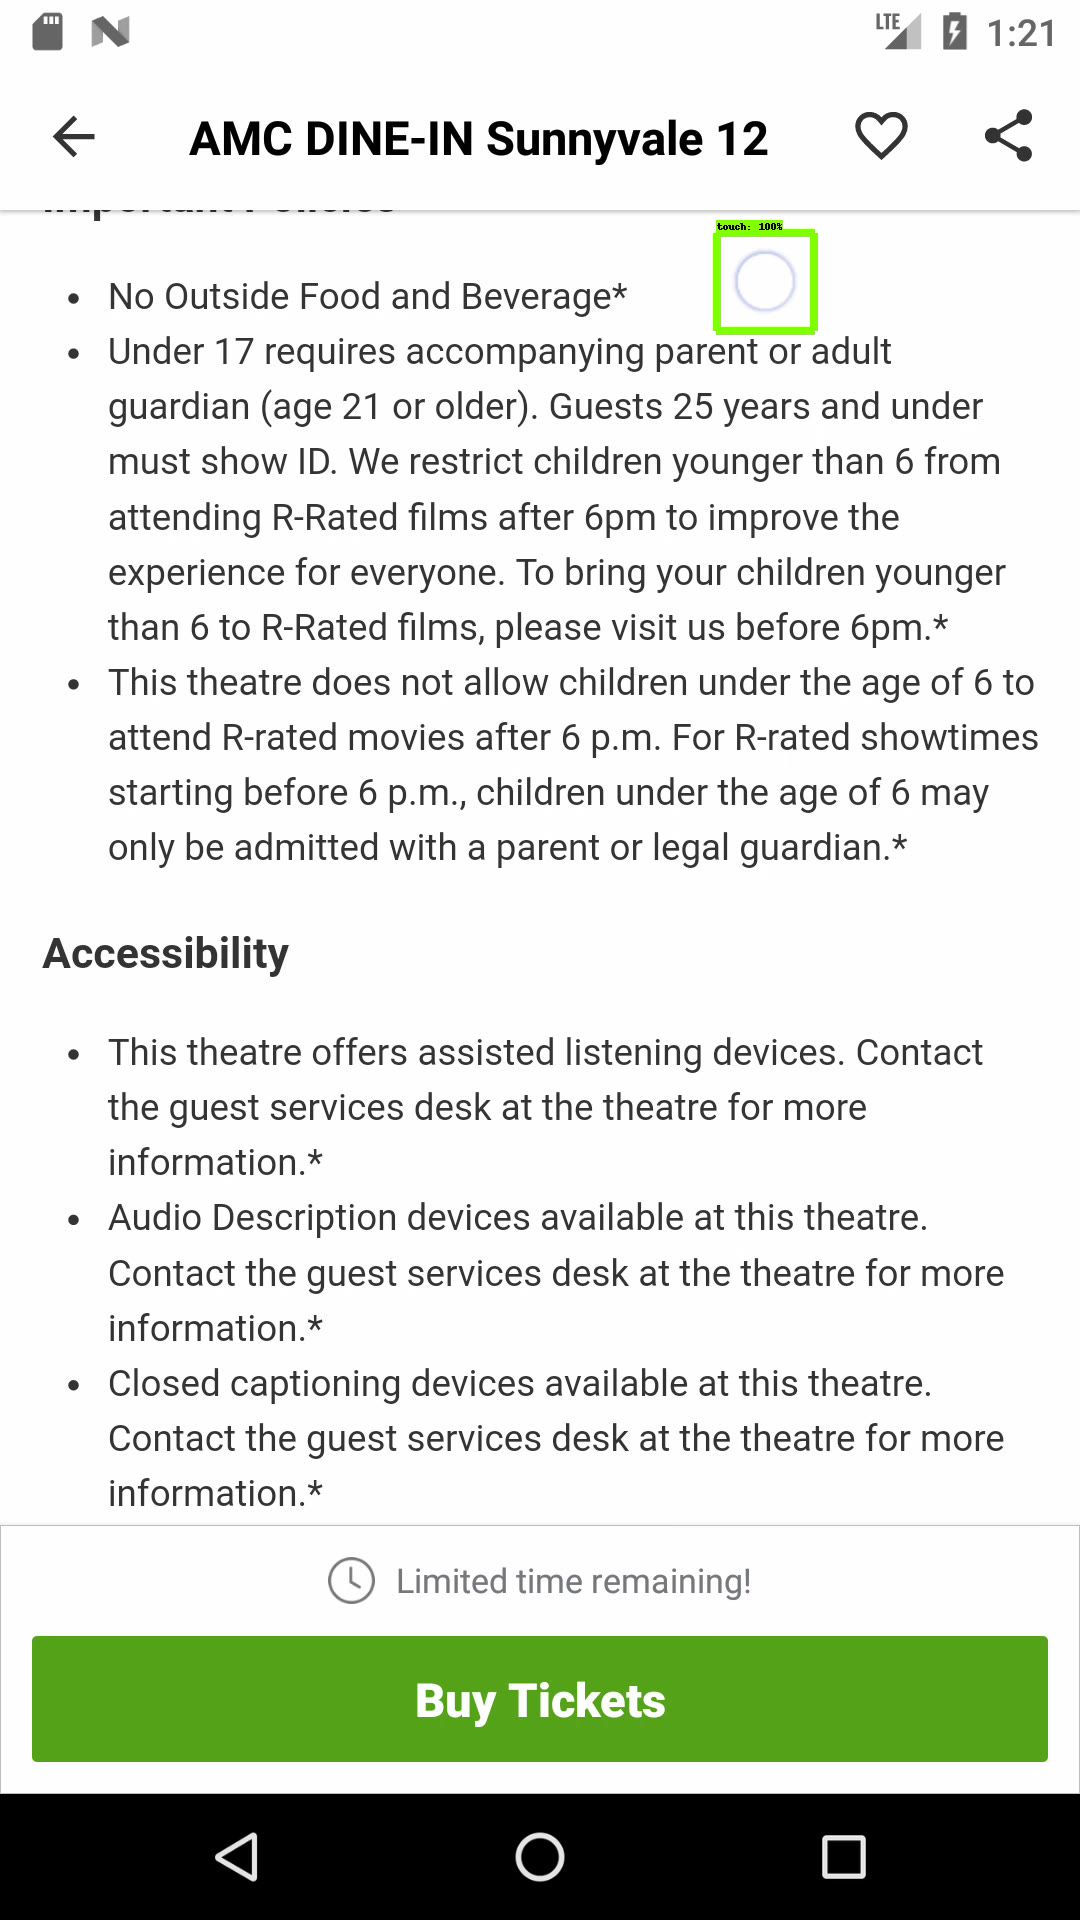 LTE 1:21
AMC DINE-IN Sunnyvale 12
Important Policies
touch: 100%
No Outside Food and Beverage*
Under 17 requires accompanying parent or adult
guardian (age 21 or older). Guests 25 years and under
must show ID. We restrict children younger than 6 from
attending R-Rated films after 6pm to improve the
experience for everyone. To bring your children younger
than 6 to R-Rated films, please visit us before 6pm.*
This theatre does not allow children under the age of 6 to
attend R-rated movies after 6 p.m. For R-rated showtimes
starting before 6 p.m., children under the age of 6 may
only be admitted with a parent or legal guardian.*
Accessibility
This theatre offers assisted listening devices. Contact
the guest services desk at the theatre for more
information.*
Audio Description devices available at this theatre.
Contact the guest services desk at the theatre for more
information.*
Closed captioning devices available at this theatre.
Contact the guest services desk at the theatre for more
information.*
Limited time remaining!
Buy Tickets